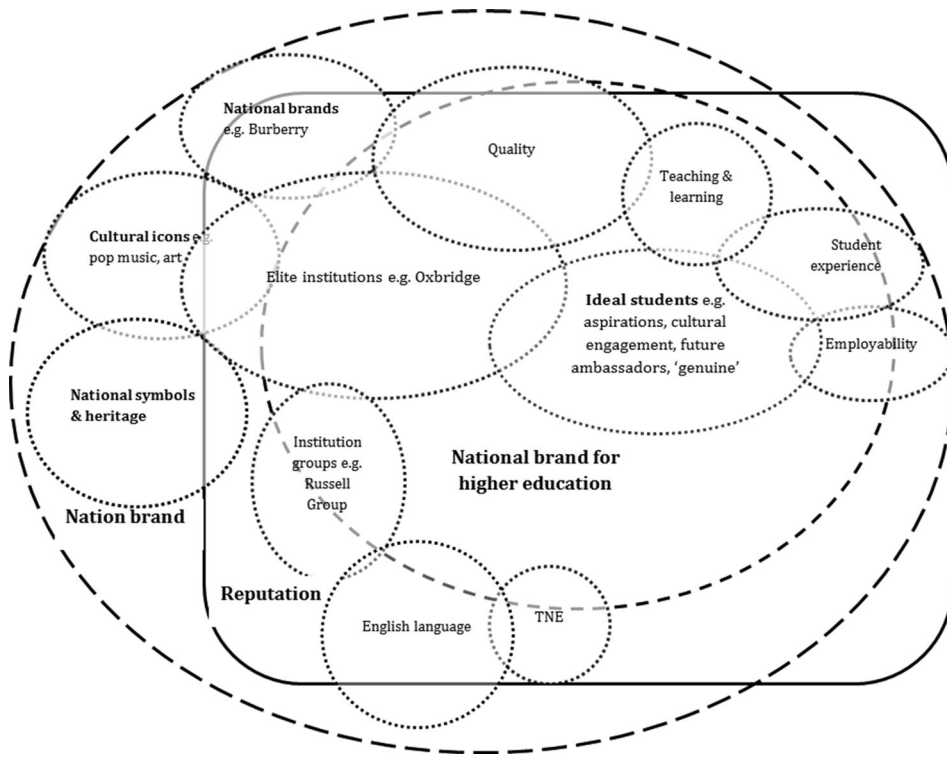 National brands
e.g. Burberry
Quality
Teaching &
learning
Cultural icons e.g.
pop music, art
Elite institutions e.g. Oxbridge
Student
experience
Ideal students e.g.
aspirations, cultural
engagement, future
ambassadors, ‘genuine’
Employability
National symbols
& heritage
Institution
groups e.g.
Russell
Group
National brand for
higher education
Nation brand
Reputation
English language
TNE